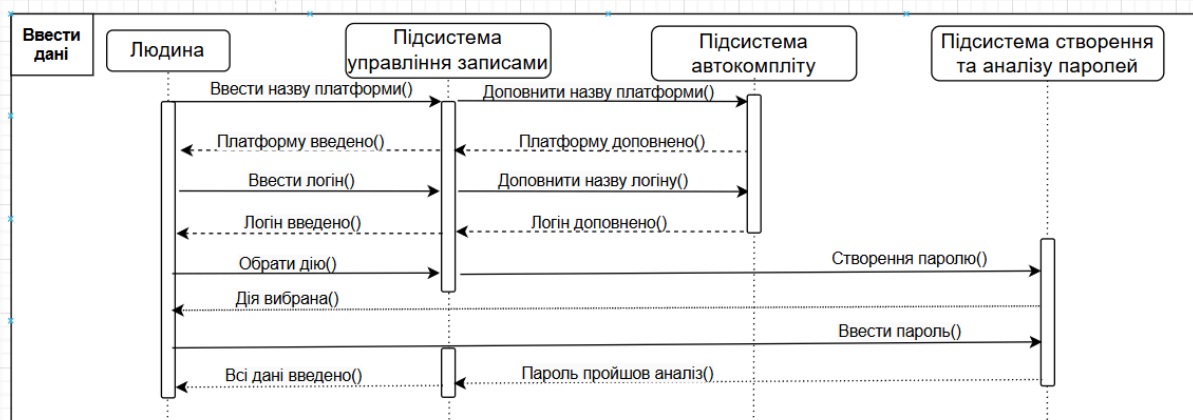 Ввести
дані
Людина
Підсистема
управління записами
Підсистема
автокомпліту
Підсистема створення
та аналізу паролей
Ввести назву платформи()
Доповнити назву платформи()
Платформу введено()
Платформу доповнено()
Ввести логін()
Доповнити назву логіну()
Логін введено()
Логін доповнено()
Обрати дію()
Створення паролю()
Дія вибрана()
Ввести пароль()
Всі дані введено()
Пароль пройшов аналіз()